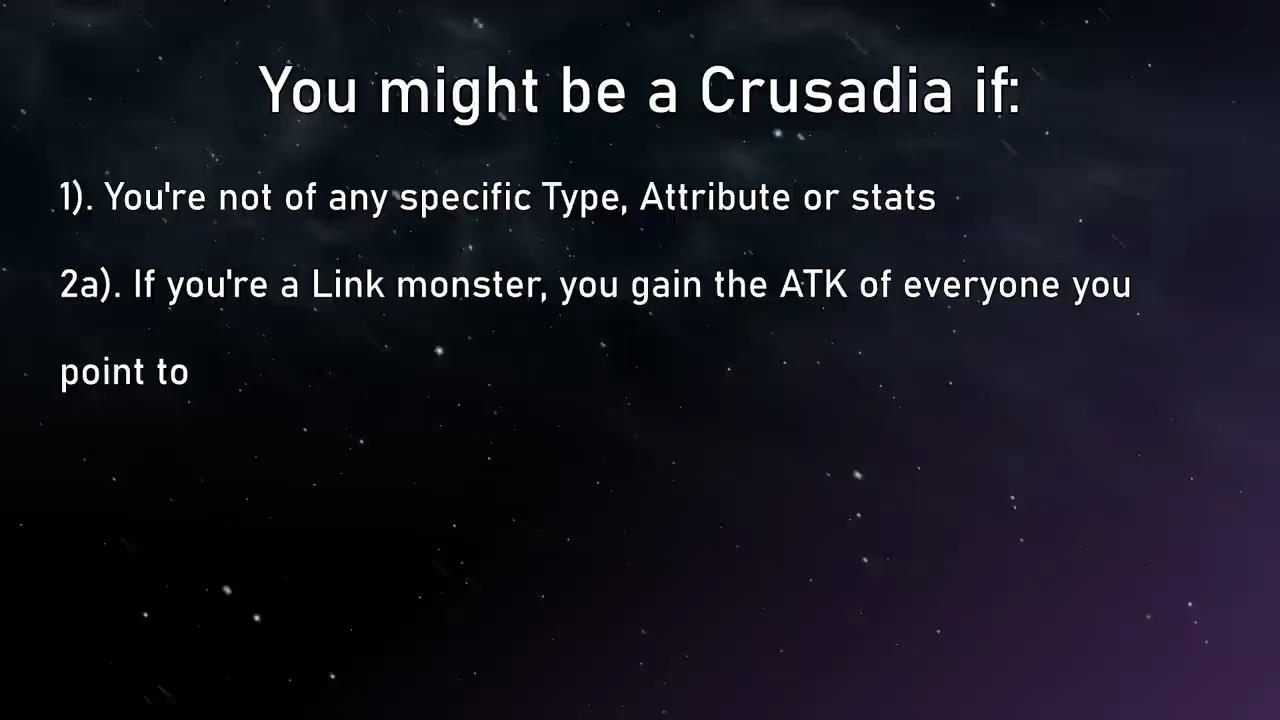 You might be a Crusadia if:
1). You're not of any specific Type, Attribute or stats
2a). If you're a Link monster, you gain the ATK of everyone you
point to